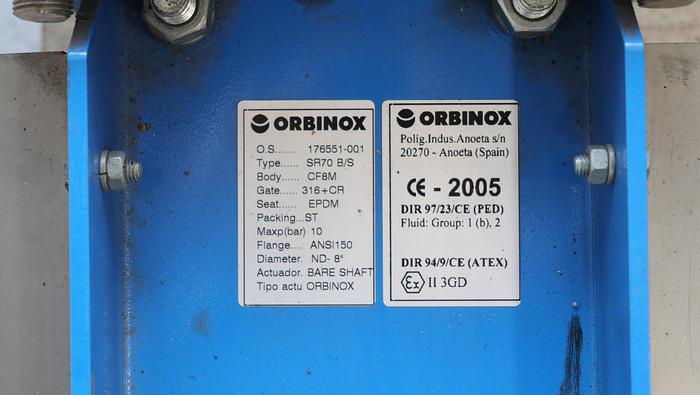 ORBINOX
O.S....... 176551-001
Type...... SR70 B/S
Body....... CF8M
Gate....... 316+CR
Seat....... EPDM
Packing...ST
Maxp(bar) 10
Flange.... ANSI150
Diameter. ND- 8"
Actuador. BARE SHAFT
Tipo actu ORBINOX
ORBINOX
Políg.Indus.Anoeta s/n
20270 - Anoeta (Spain)
CE - 2005
DIR 97/23/CE (PED)
Fluid: Group: 1 (b), 2
DIR 94/9/CE (ATEX)
Ex II 3GD